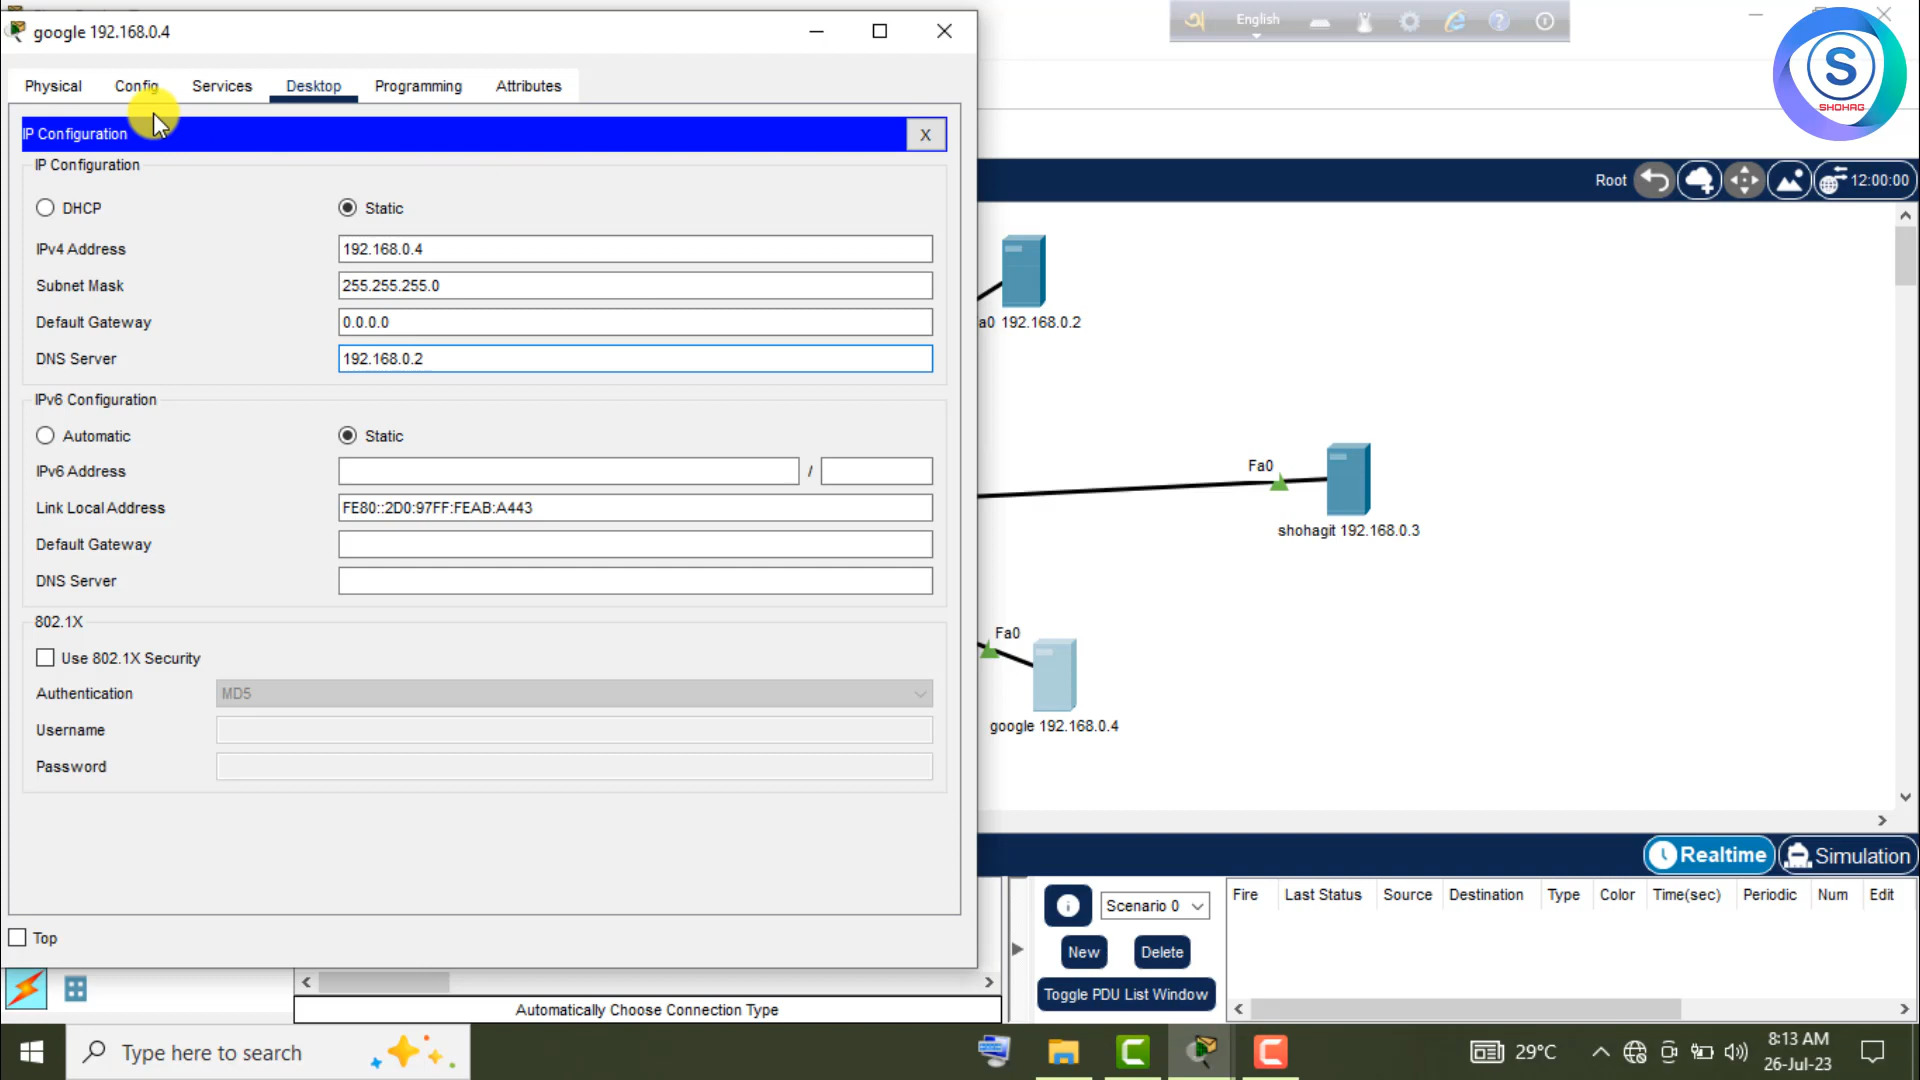 google 192.168.0.4
English
S
SHOHAG
Physical Config Services Desktop Programming Attributes
IP Configuration X
IP Configuration
DHCP Static
IPv4 Address 192.168.0.4
Subnet Mask 255.255.255.0
Default Gateway 0.0.0.0
DNS Server 192.168.0.2
IPv6 Configuration
Automatic Static
IPv6 Address /
Link Local Address FE80::2D0:97FF:FEAB:A443
Default Gateway
DNS Server
802.1X
Use 802.1X Security
Authentication MD5
Username
Password
Top
Root 12:00:00
a0 192.168.0.2
Fa0
shohagit 192.168.0.3
Fa0
google 192.168.0.4
Realtime Simulation
Scenario 0
New Delete
Toggle PDU List Window
Fire Last Status Source Destination Type Color Time(sec) Periodic Num Edit
Automatically Choose Connection Type
Type here to search
29°C
8:13 AM
26-Jul-23